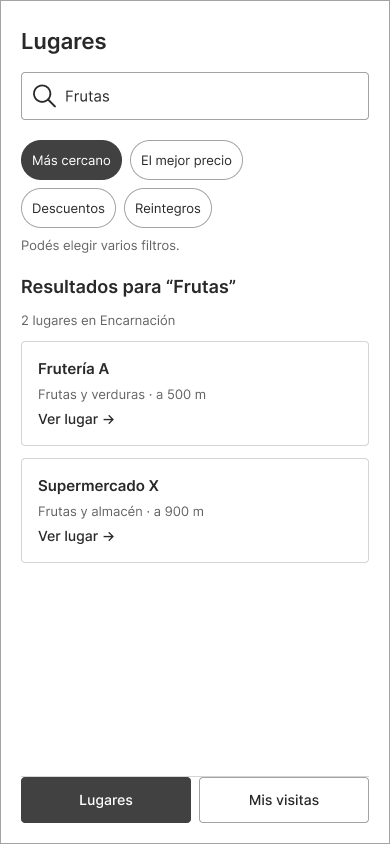 Lugares
Frutas
Más cercano
El mejor precio
Descuentos
Reintegros
Podés elegir varios filtros.
Resultados para “Frutas”
2 lugares en Encarnación
Frutería A
Frutas y verduras · a 500 m
Ver lugar →
Supermercado X
Frutas y almacén · a 900 m
Ver lugar →
Lugares
Mis visitas